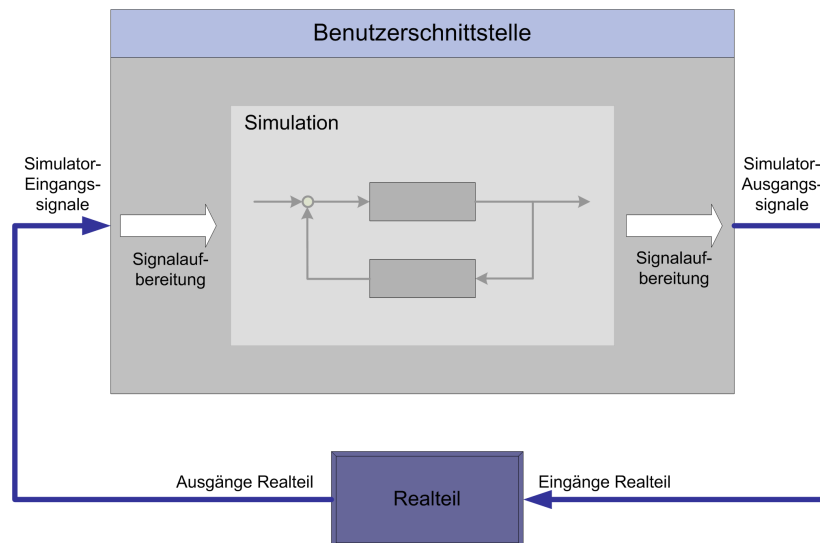 Benutzerschnittstelle
Simulation
Simulator-
Eingangs-
signale
Simulator-
Ausgangs-
signale
Signalauf-
bereitung
Signalauf-
bereitung
Ausgänge Realteil
Realteil
Eingänge Realteil